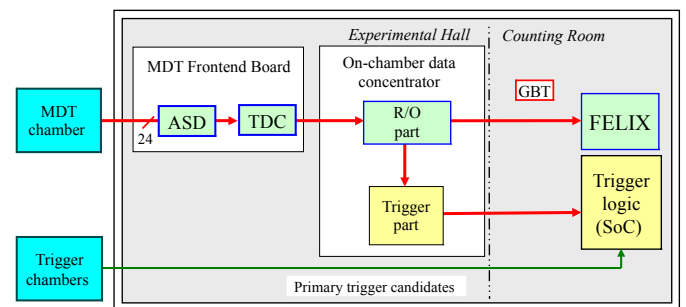 Experimental Hall
Counting Room
MDT Frontend Board
On-chamber data
concentrator
GBT
MDT
chamber
24
ASD
TDC
R/O
part
FELIX
Trigger
part
Trigger
logic
(SoC)
Trigger
chambers
Primary trigger candidates